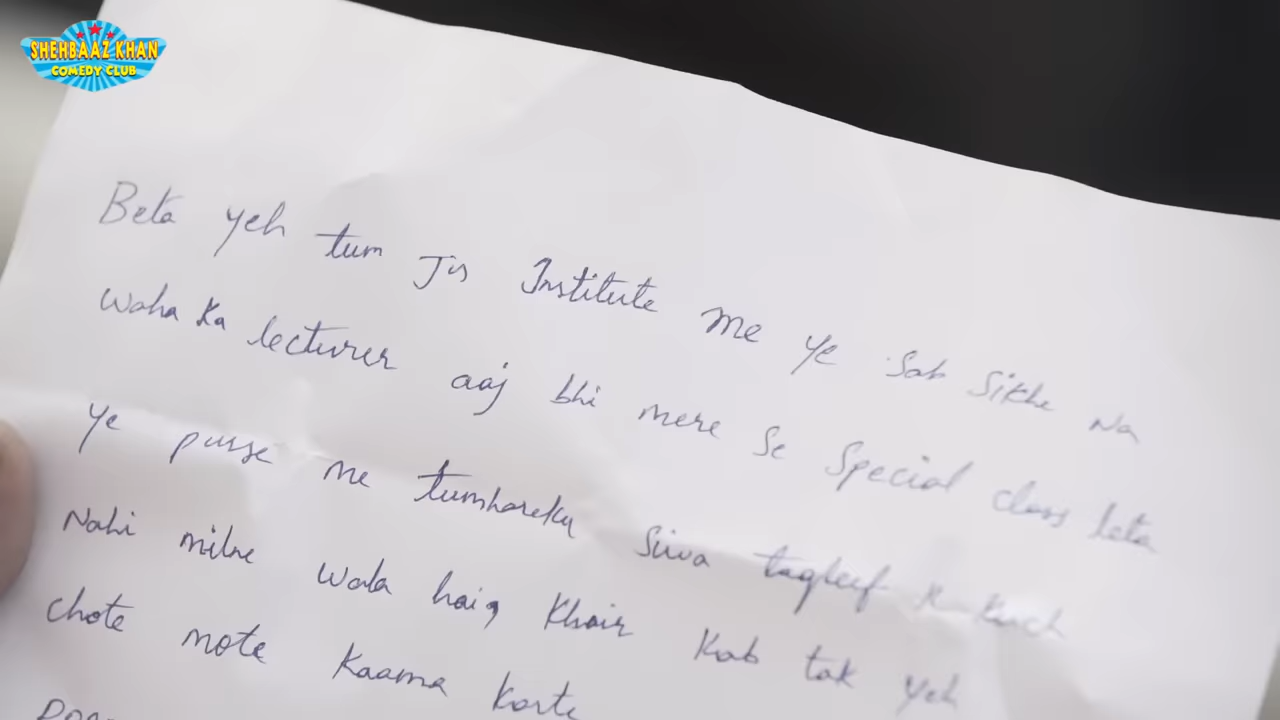 SHEHBAAZ KHAN
COMEDY CLUB
Beta yeh tum Jis Institute me ye Sab Sikhe Na
Waha Ka lecturer aaj bhi mere Se Special class leta
Ye purse me tumhareku Siwa taqleef K Kuch
Nahi milne wala haiq Khair Kab tak yeh
chote mote Kaama Karte